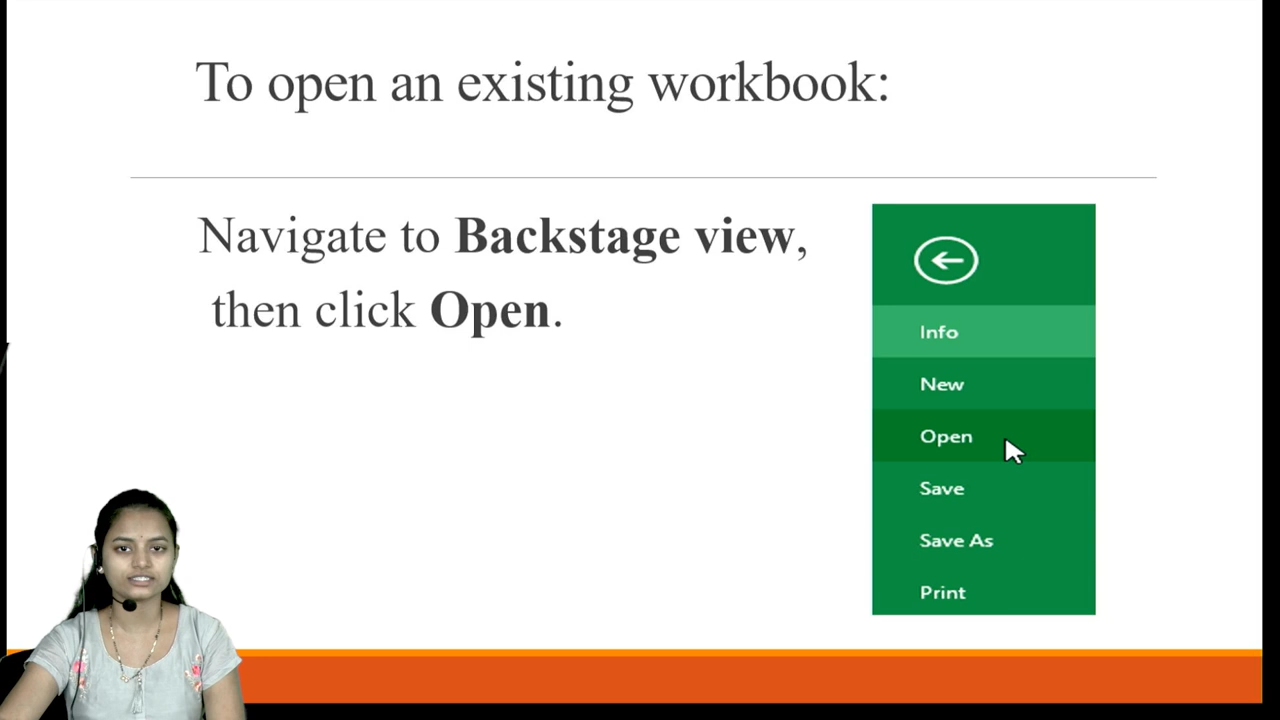 To open an existing workbook:
Navigate to Backstage view,
then click Open.
Info
New
Open
Save
Save As
Print